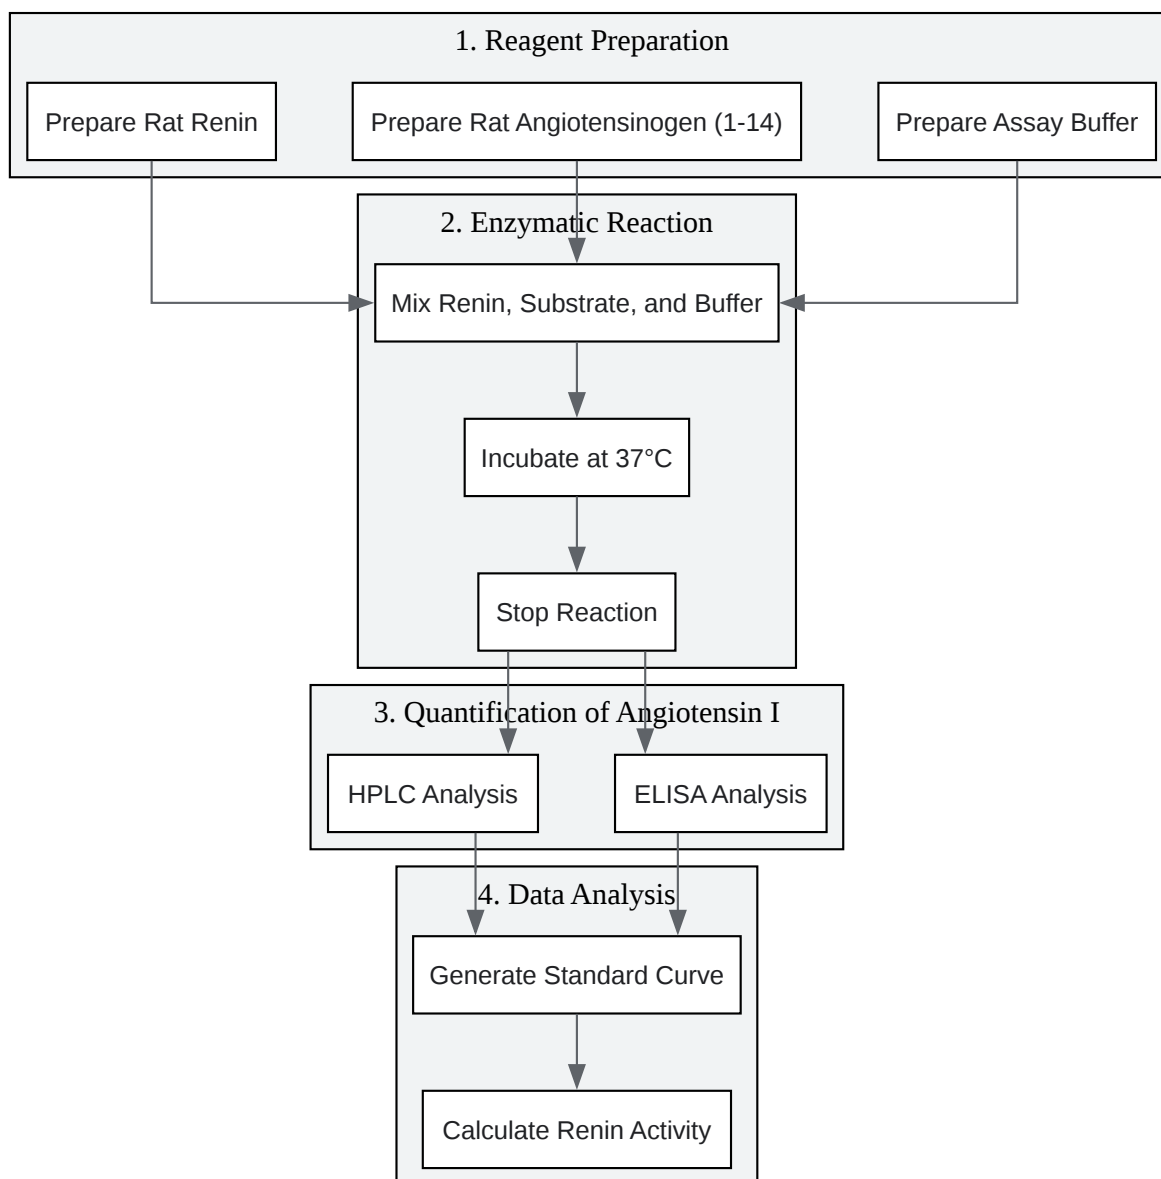 1. Reagent Preparation
Prepare Rat Renin
Prepare Rat Angiotensinogen (1-14)
Prepare Assay Buffer
2. Enzymatic Reaction
Mix Renin, Substrate, and Buffer
Incubate at 37°C
Stop Reaction
3. Quantification of Angiotensin I
HPLC Analysis
ELISA Analysis
4. Data Analysis
Generate Standard Curve
Calculate Renin Activity